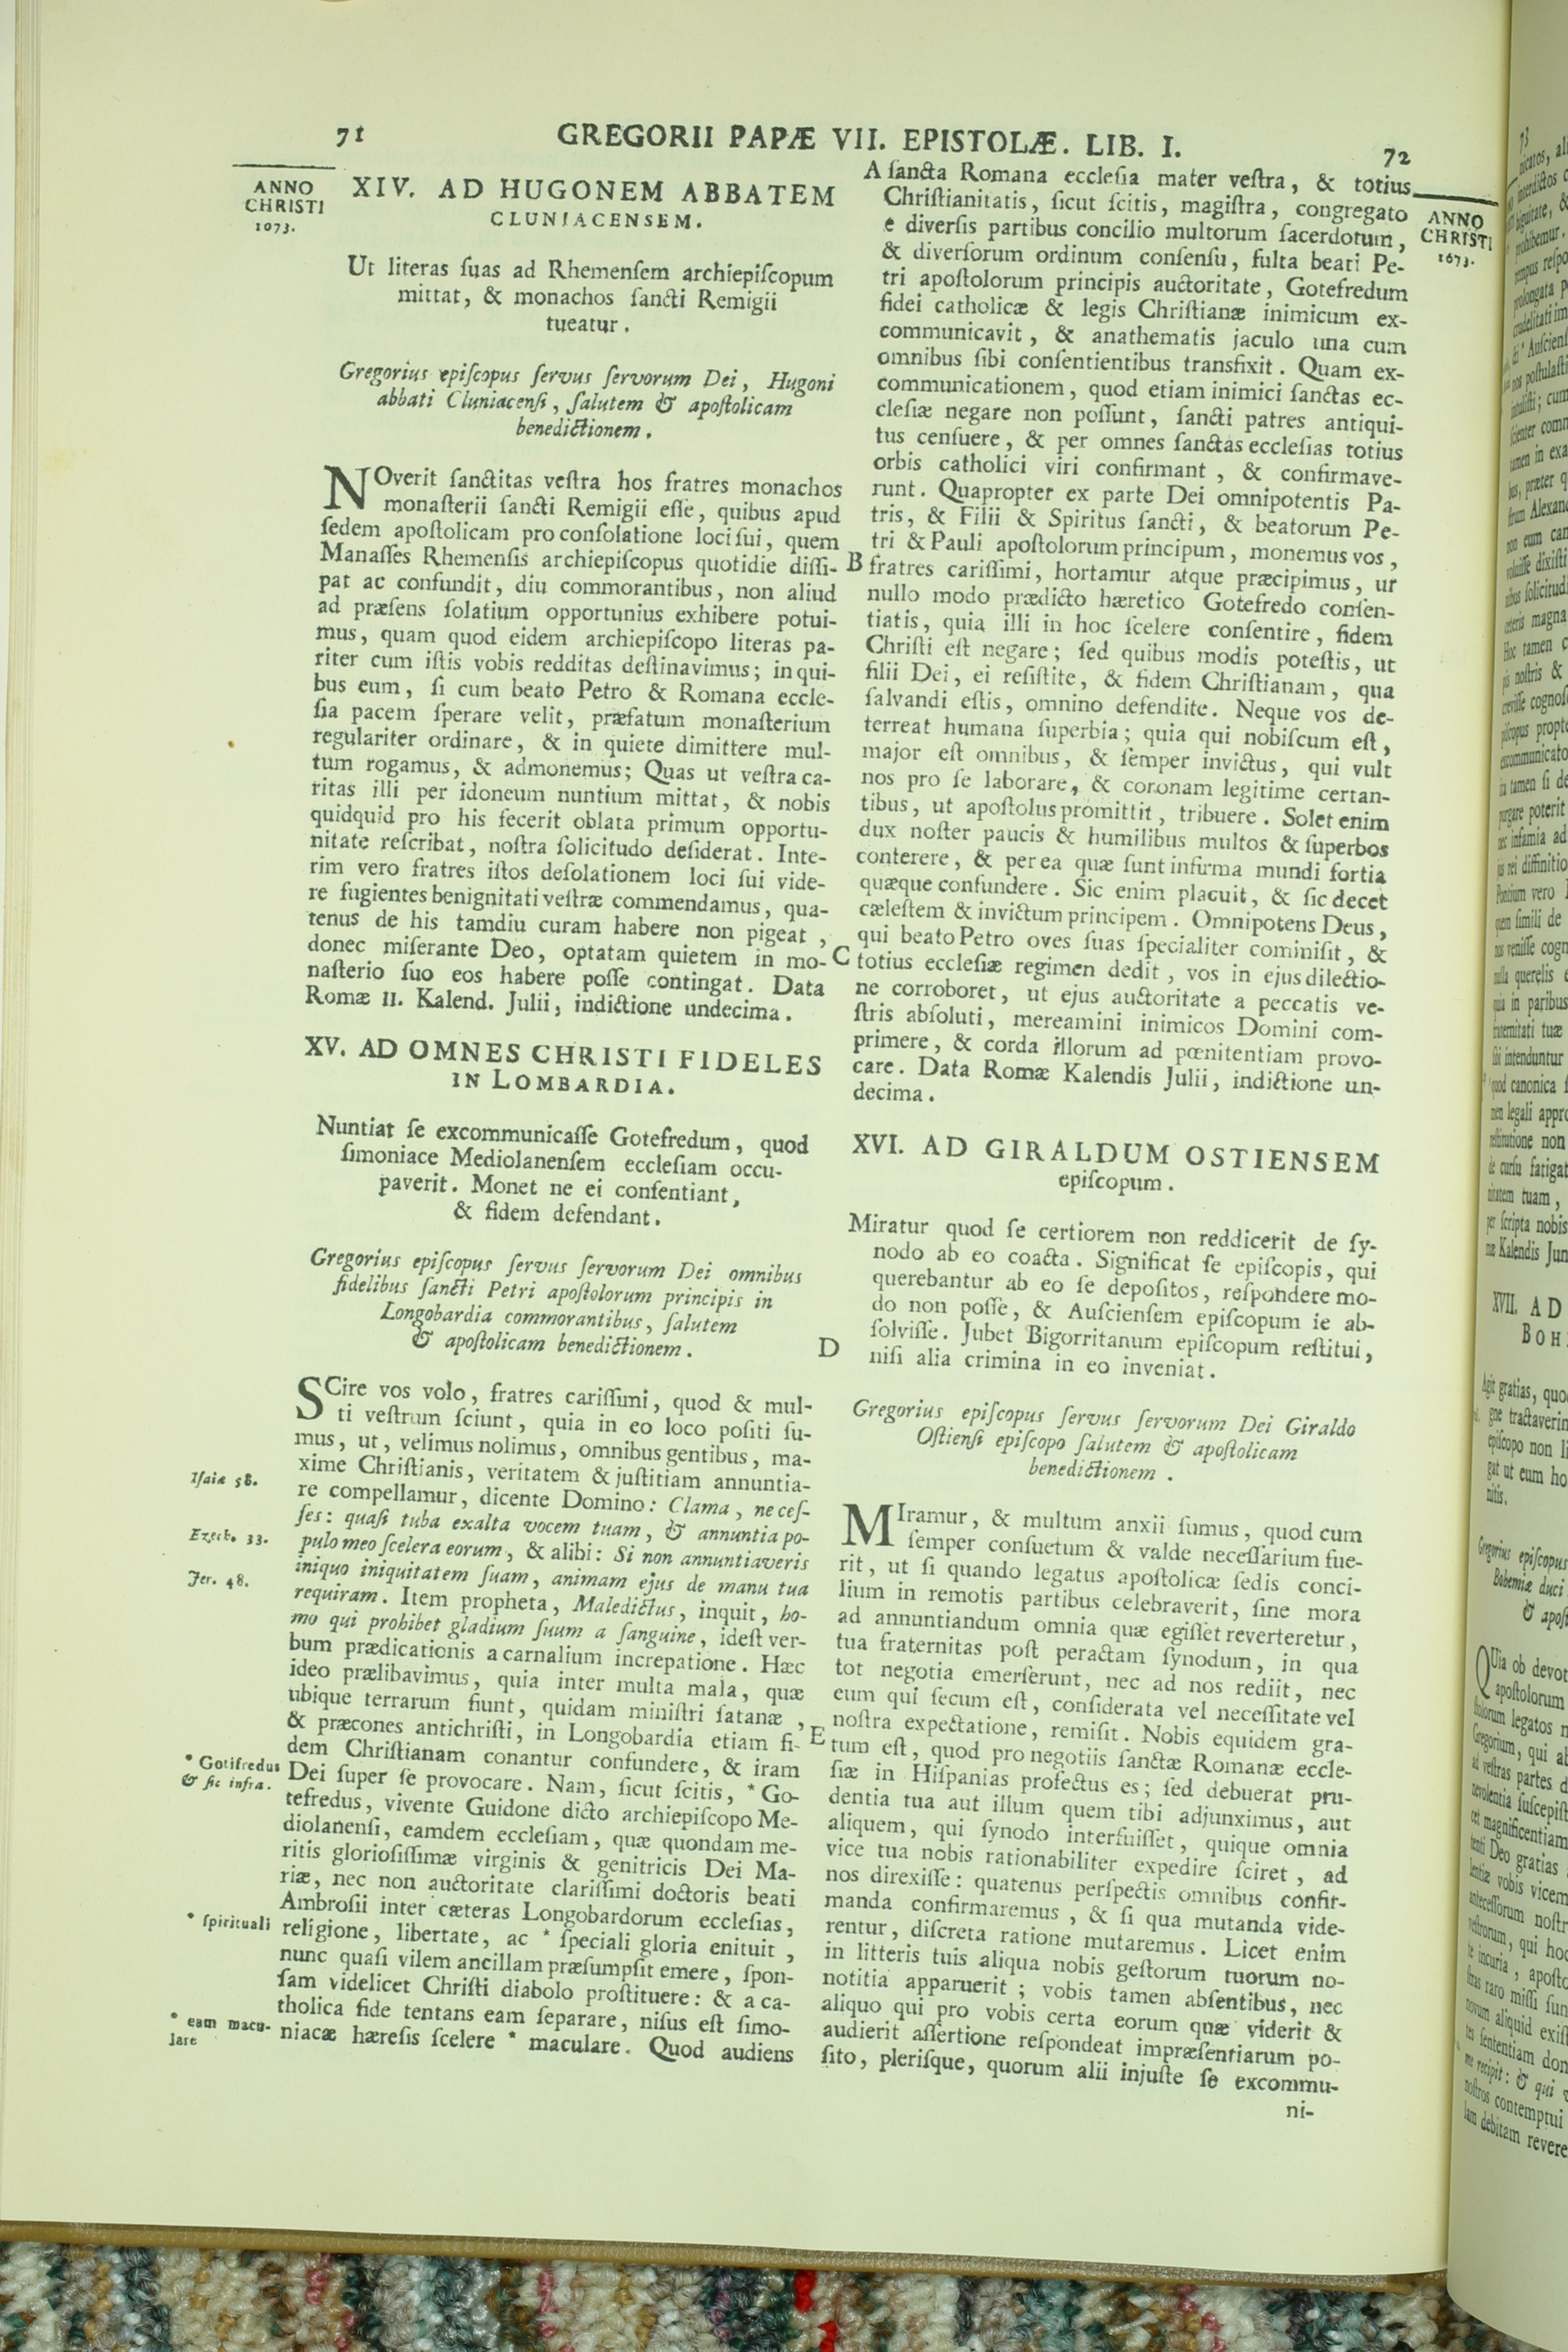 71
GREGORII PAPÆ VII. EPISTOLÆ. LIB. I.
72
ANNO
CHRISTI
1073.
XIV. AD HUGONEM ABBATEM
CLUNIACENSEM.
Ut literas ſuas ad Rhemenſem archiepiſcopum
mittat, & monachos ſancti Remigii
tueatur.
Gregorius epiſcopus ſervus ſervorum Dei, Hugoni
abbati Cluniacenſi, ſalutem & apoſtolicam
benedictionem.
NOverit ſanctitas veſtra hos fratres monachos
monaſterii ſancti Remigii eſſe, quibus apud
ſedem apoſtolicam pro conſolatione loci ſui, quem
Manaſſes Rhemenſis archiepiſcopus quotidie diſſi-
pat ac confundit, diu commorantibus, non aliud
ad præſens ſolatium opportunius exhibere potui-
mus, quam quod eidem archiepiſcopo literas pa-
riter cum iſtis vobis redditas deſtinavimus; in qui-
bus eum, ſi cum beato Petro & Romana eccle-
ſia pacem ſperare velit, præfatum monaſterium
regulariter ordinare, & in quiete dimittere mul-
tum rogamus, & admonemus; Quas ut veſtra ca-
ritas illi per idoneum nuntium mittat, & nobis
quidquid pro his fecerit oblata primum opportu-
nitate reſcribat, noſtra ſolicitudo deſiderat. Inte-
rim vero fratres iſtos deſolationem loci ſui vide-
re fugientes benignitati veſtræ commendamus, qua-
tenus de his tamdiu curam habere non pigeat,
donec miſerante Deo, optatam quietem in mo-
naſterio ſuo eos habere poſſe contingat. Data
Romæ II. Kalend. Julii, indictione undecima.
XV. AD OMNES CHRISTI FIDELES
IN LOMBARDIA.
Nuntiat ſe excommunicaſſe Gotefredum, quod
ſimoniace Mediolanenſem eccleſiam occu-
paverit. Monet ne ei conſentiant,
& fidem defendant.
Gregorius epiſcopus ſervus ſervorum Dei omnibus
fidelibus ſancti Petri apoſtolorum principis in
Longobardia commorantibus, ſalutem
& apoſtolicam benedictionem.
SCire vos volo, fratres cariſſimi, quod & mul-
ti veſtrum ſciunt, quia in eo loco poſiti ſu-
mus, ut, velimus nolimus, omnibus gentibus, ma-
xime Chriſtianis, veritatem & juſtitiam annuntia-
re compellamur, dicente Domino: Clama, ne ceſ-
ſes: quaſi tuba exalta vocem tuam, & annuntia po-
pulo meo ſcelera eorum, & alibi: Si non annuntiaveris
iniquo iniquitatem ſuam, animam ejus de manu tua
requiram. Item propheta, Maledictus, inquit, ho-
mo qui prohibet gladium ſuum a ſanguine, ideſt ver-
bum prædicationis a carnalium increpatione. Hæc
ideo prælibavimus, quia inter multa mala, quæ
ubique terrarum fiunt, quidam miniſtri ſatanæ,
& præcones antichriſti, in Longobardia etiam fi-
dem Chriſtianam conantur confundere, & iram
Dei ſuper ſe provocare. Nam, ſicut ſcitis, * Go-
tefredus, vivente Guidone dicto archiepiſcopo Me-
diolanenſi, eamdem eccleſiam, quæ quondam me-
ritis glorioſiſſimæ virginis & genitricis Dei Ma-
riæ, nec non auctoritate clariſſimi doctoris beati
Ambroſii inter cæteras Longobardorum eccleſias,
religione, libertate, ac * ſpeciali gloria enituit,
nunc quaſi vilem ancillam præſumpſit emere, ſpon-
ſam videlicet Chriſti diabolo proſtituere: & a ca-
tholica fide tentans eam ſeparare, niſus eſt ſimo-
niacæ hæreſis ſcelere * maculare. Quod audiens
Iſaiæ 58.
Ezech. 33.
Jer. 48.
* Gotifredus
& ſic infra.
* ſpirituali
* eam macu-
lare
A
B
C
D
E
ſancta Romana eccleſia mater veſtra, & totius
Chriſtianitatis, ſicut ſcitis, magiſtra, congregato
e diverſis partibus concilio multorum ſacerdotum,
& diverſorum ordinum conſenſu, fulta beati Pe-
tri apoſtolorum principis auctoritate, Gotefredum
fidei catholicæ & legis Chriſtianæ inimicum ex-
communicavit, & anathematis jaculo una cum
omnibus ſibi conſentientibus transfixit. Quam ex-
communicationem, quod etiam inimici ſanctas ec-
cleſiæ negare non poſſunt, ſancti patres antiqui-
tus cenſuere, & per omnes ſanctas eccleſias totius
orbis catholici viri confirmant, & confirmave-
runt. Quapropter ex parte Dei omnipotentis Pa-
tris, & Filii & Spiritus ſancti, & beatorum Pe-
tri & Pauli apoſtolorum principum, monemus vos,
fratres cariſſimi, hortamur atque præcipimus, ut
nullo modo prædicto hæretico Gotefredo conſen-
tiatis, quia illi in hoc ſcelere conſentire, fidem
Chriſti eſt negare; ſed quibus modis poteſtis, ut
filii Dei, ei reſiſtite, & fidem Chriſtianam, qua
ſalvandi eſtis, omnino defendite. Neque vos de-
terreat humana ſuperbia; quia qui nobiſcum eſt,
major eſt omnibus, & ſemper invictus, qui vult
nos pro ſe laborare, & coronam legitime certan-
tibus, ut apoſtolus promittit, tribuere. Solet enim
dux noſter paucis & humilibus multos & ſuperbos
conterere, & per ea quæ ſunt infirma mundi fortia
quæque confundere. Sic enim placuit, & ſic decet
cæleſtem & invictum principem. Omnipotens Deus,
qui beato Petro oves ſuas ſpecialiter cominiſit, &
totius eccleſiæ regimen dedit, vos in ejus dilectio-
ne corroboret, ut ejus auctoritate a peccatis ve-
ſtris abſoluti, mereamini inimicos Domini com-
primere, & corda illorum ad pœnitentiam provo-
care. Data Romæ Kalendis Julii, indictione un-
decima.
XVI. AD GIRALDUM OSTIENSEM
epiſcopum.
Miratur quod ſe certiorem non reddicerit de ſy-
nodo ab eo coacta. Significat ſe epiſcopis, qui
querebantur ab eo ſe depoſitos, reſpondere mo-
do non poſſe, & Auſcienſem epiſcopum ſe ab-
ſolviſſe. Jubet Bigorritanum epiſcopum reſtitui,
niſi alia crimina in eo inveniat.
Gregorius epiſcopus ſervus ſervorum Dei Giraldo
Oſtienſi epiſcopo ſalutem & apoſtolicam
benedictionem.
MIramur, & multum anxii ſumus, quod cum
ſemper conſuetum & valde neceſſarium fue-
rit, ut ſi quando legatus apoſtolicæ ſedis conci-
lium in remotis partibus celebraverit, ſine mora
ad annuntiandum omnia quæ egiſſet reverteretur,
tua fraternitas poſt peractam ſynodum, in qua
tot negotia emerſerunt, nec ad nos rediit, nec
eum qui ſecum eſt, conſiderata vel neceſſitate vel
noſtra expectatione, remiſit. Nobis equidem gra-
tum eſt, quod pro negotiis ſanctæ Romanæ eccle-
ſiæ in Hiſpanias profectus es; ſed debuerat pru-
dentia tua aut illum quem tibi adjunximus, aut
aliquem, qui ſynodo interfuiſſet, quique omnia
vice tua nobis rationabiliter expedire ſciret, ad
nos direxiſſe: quatenus perſpectis omnibus confir-
manda confirmaremus, & ſi qua mutanda vide-
rentur, diſcreta ratione mutaremus. Licet enim
in litteris tuis aliqua nobis geſtorum tuorum no-
notitia apparuerit; vobis tamen abſentibus, nec
aliquo qui pro vobis certa eorum quæ viderit &
audierit aſſertione reſpondeat impræſentiarum po-
ſito, pleriſque, quorum alii injuſte ſe excommu-
ni-
ANNO
CHRISTI
1673.